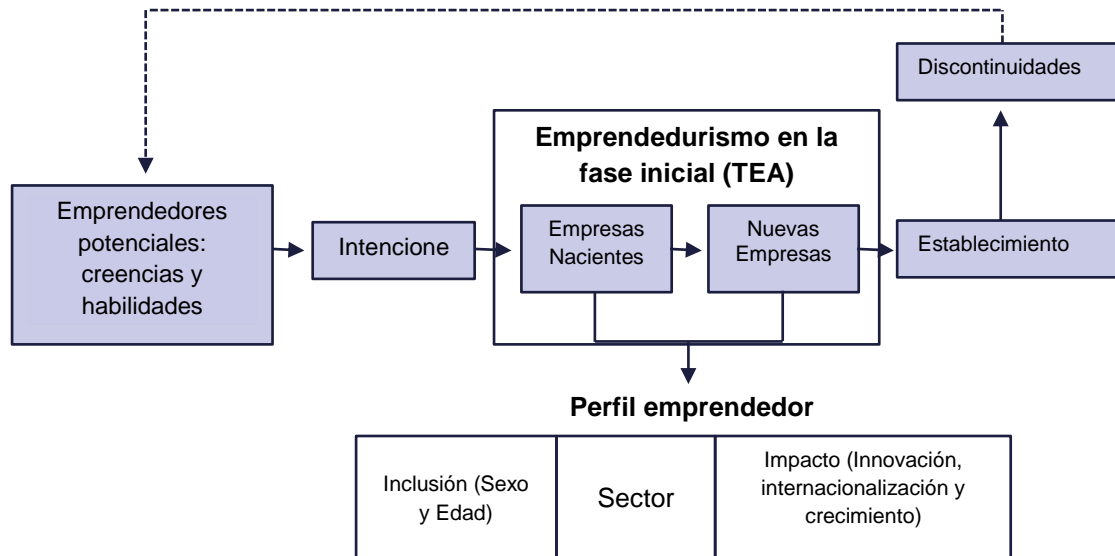 Discontinuidades
Emprendedurismo en la
fase inicial (TEA)
Emprendedores
potenciales:
creencias y
habilidades
Intencione
Empresas
Nacientes
Nuevas
Empresas
Establecimiento
Perfil emprendedor
Inclusión (Sexo
y Edad)
Sector
Impacto (Innovación,
internacionalización y
crecimiento)